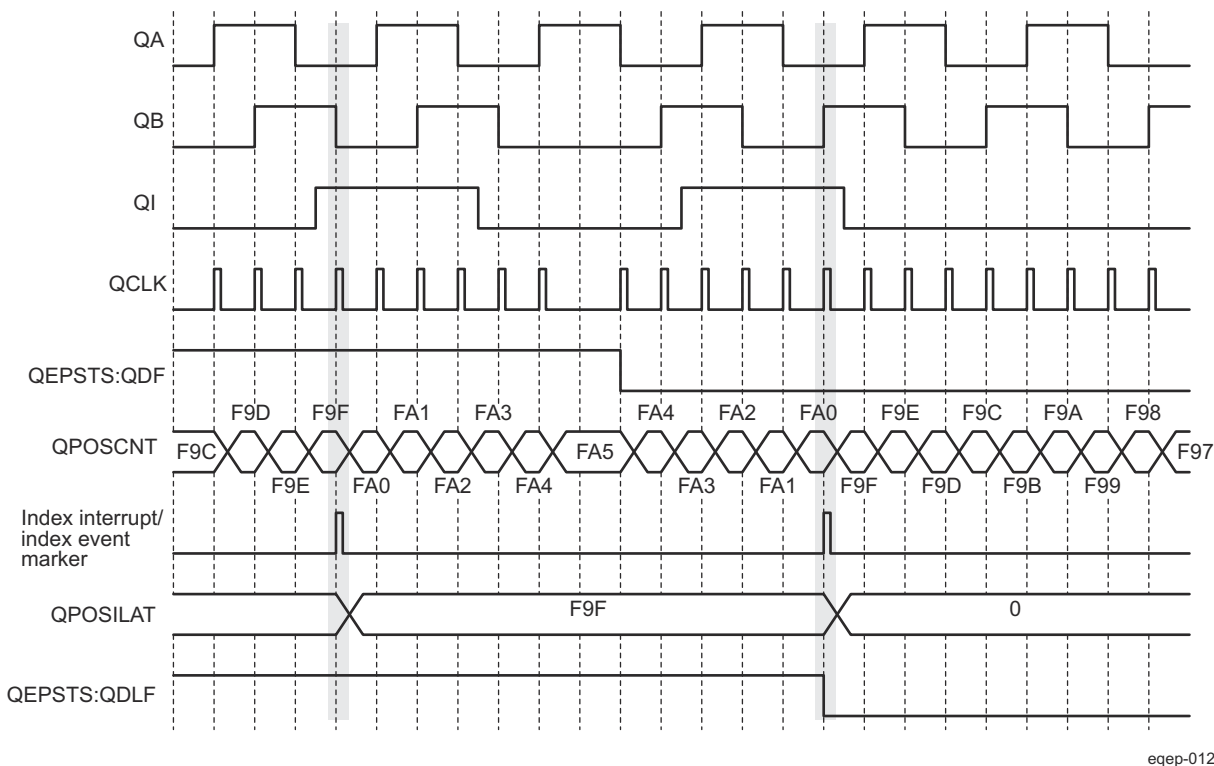 QA
QB
QI
QCLK
QEPSTS:QDF
F9D F9F FA1 FA3 FA4 FA2 FA0 F9E F9C F9A F98
QPOSCNT F9C FA5 F97
F9E FA0 FA2 FA4 FA3 FA1 F9F F9D F9B F99
Index interrupt/
index event
marker
QPOSILAT F9F 0
QEPSTS:QDLF
eqep-012